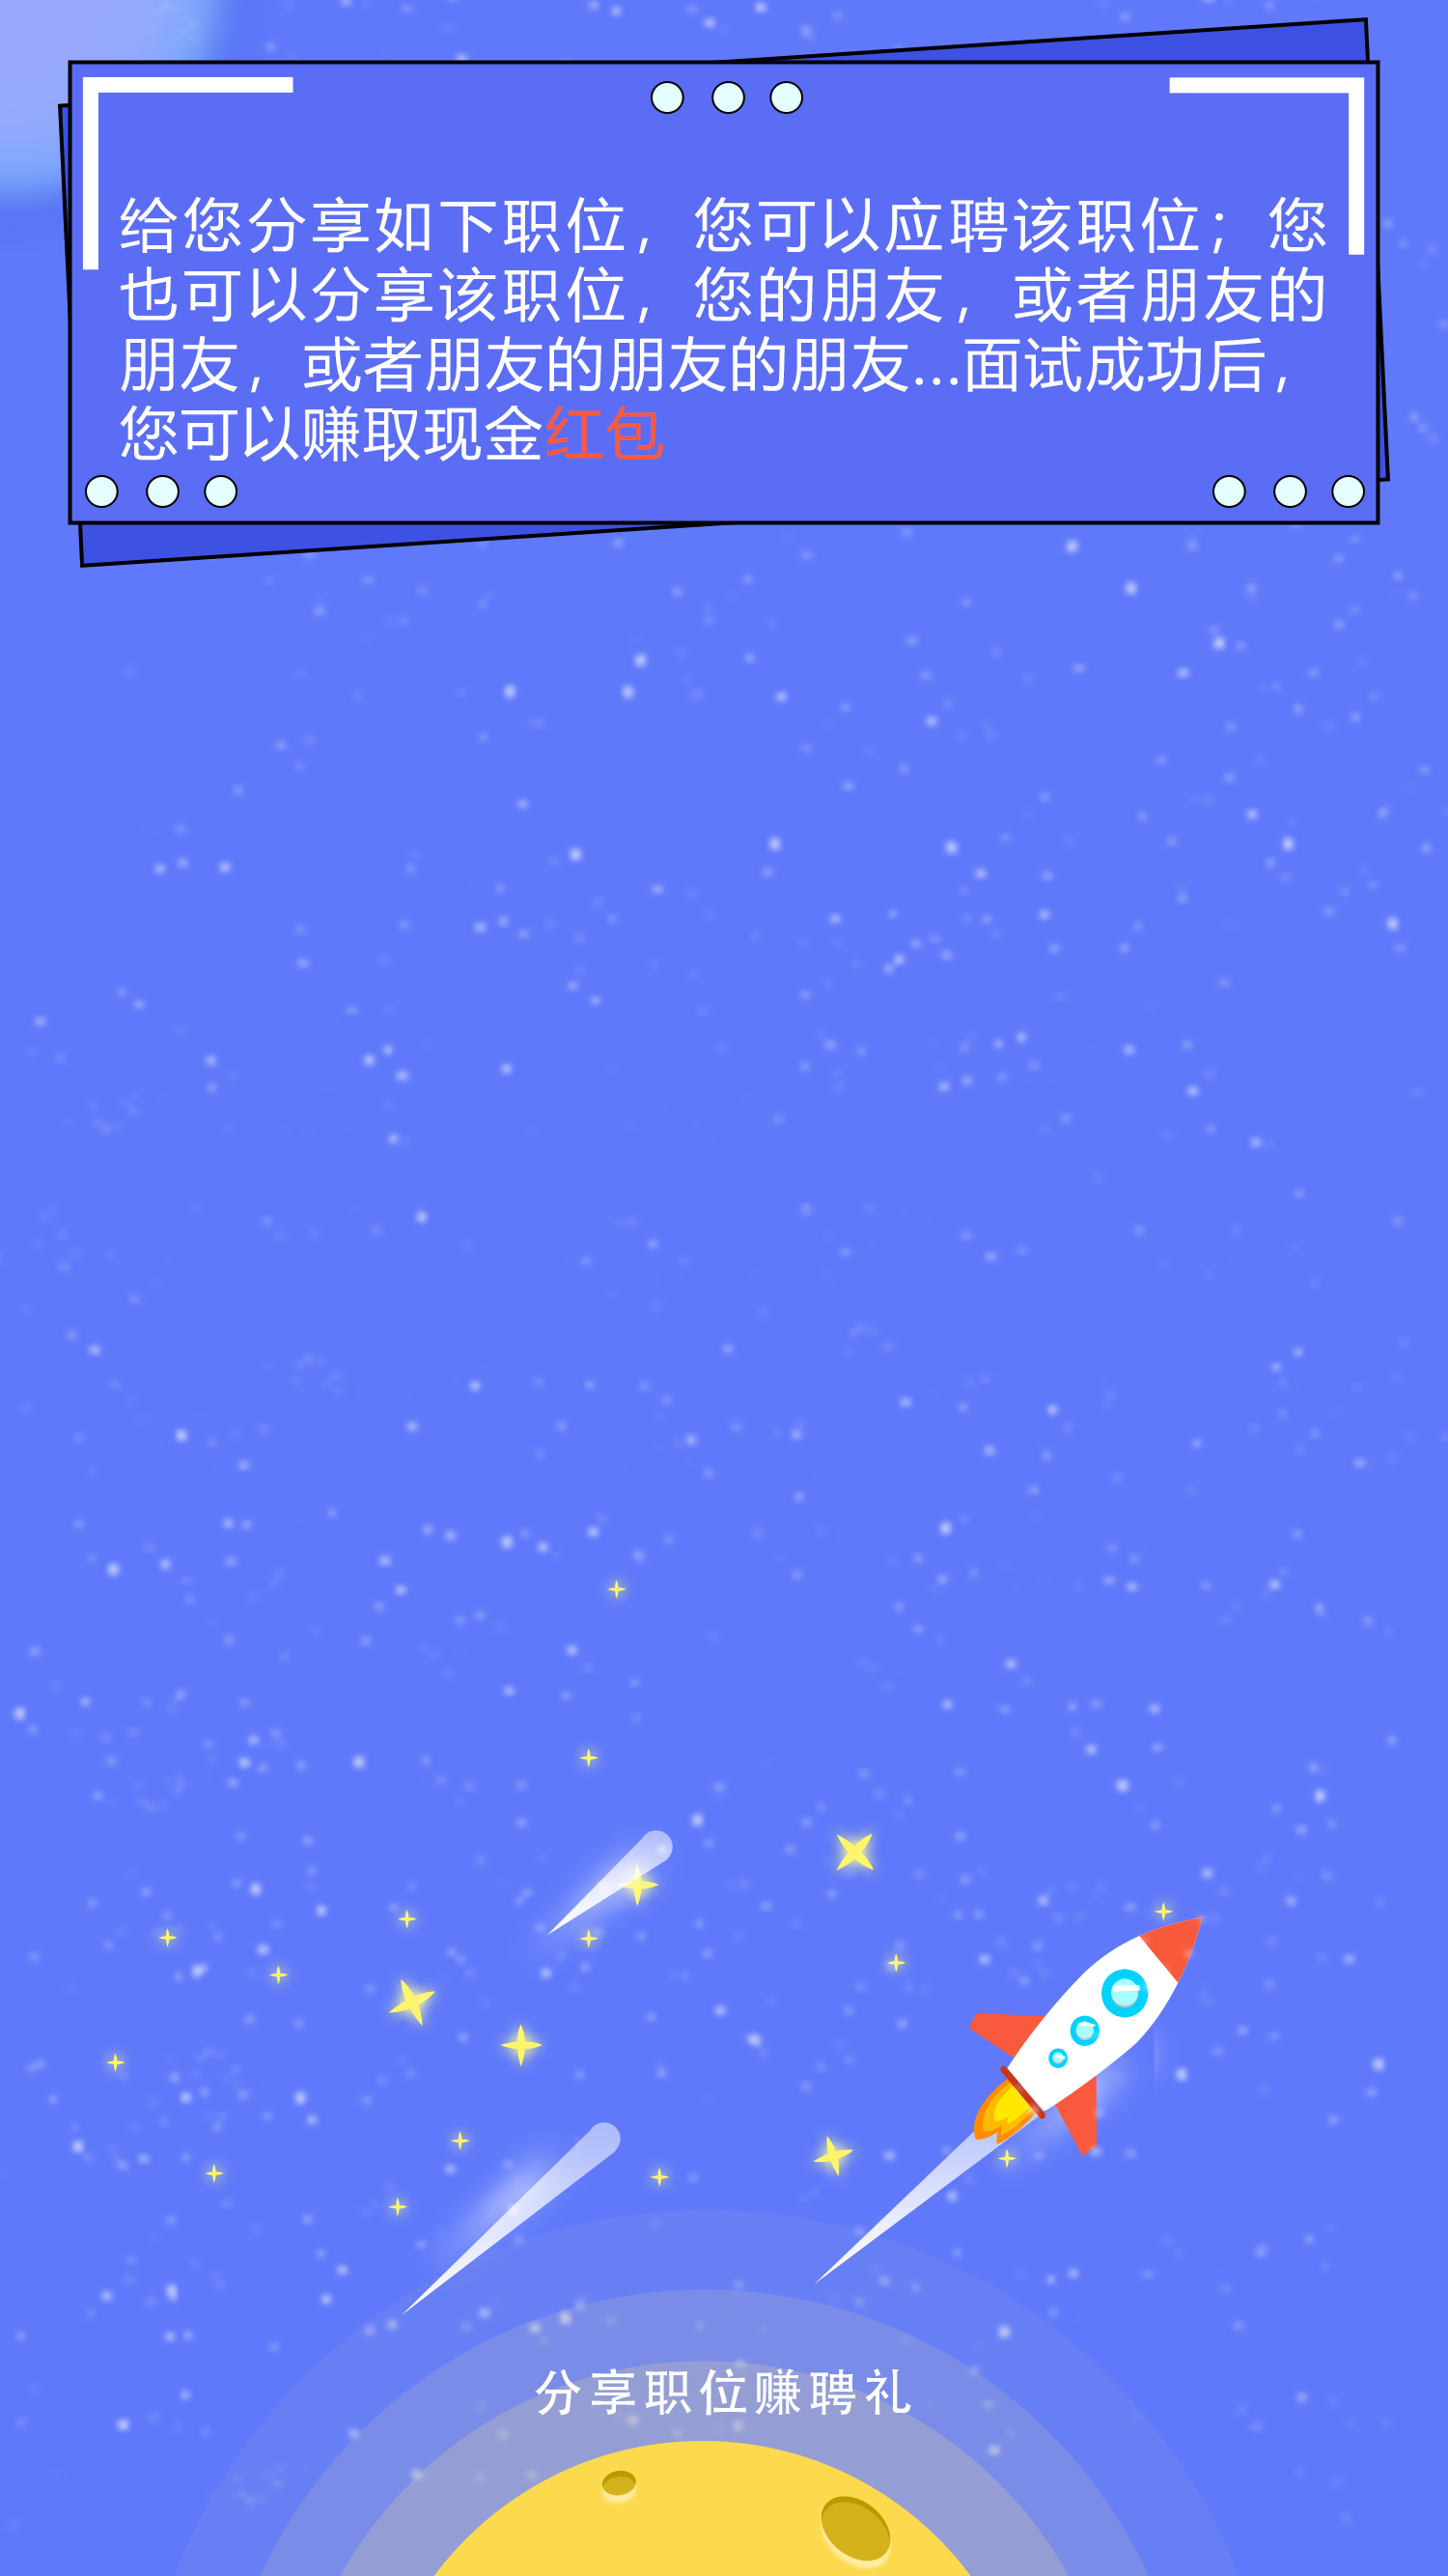 给您分享如下职位，您可以应聘该职位；您
也可以分享该职位，您的朋友，或者朋友的
朋友，或者朋友的朋友的朋友...面试成功后，
您可以赚取现金红包
分享职位赚聘礼